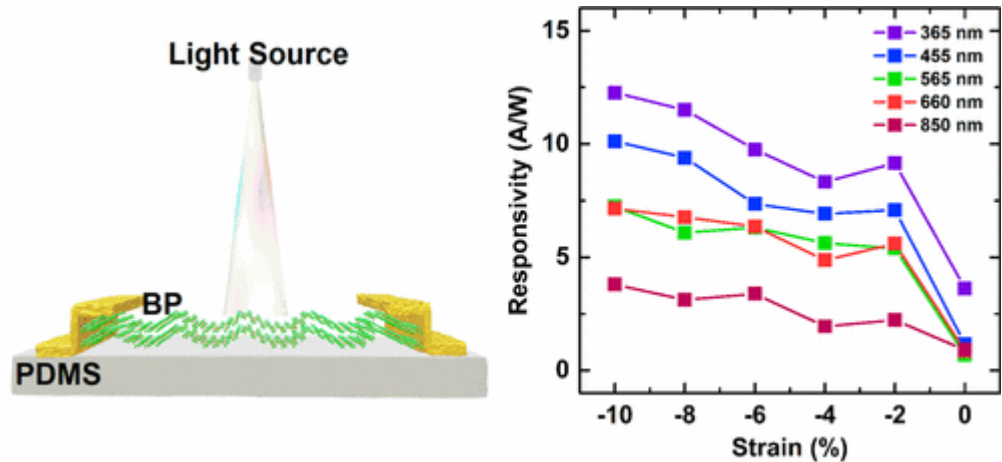 Light Source
BP
PDMS
Responsivity (A/W)
15
10
5
0
365 nm
455 nm
565 nm
660 nm
850 nm
-10 -8 -6 -4 -2 0
Strain (%)